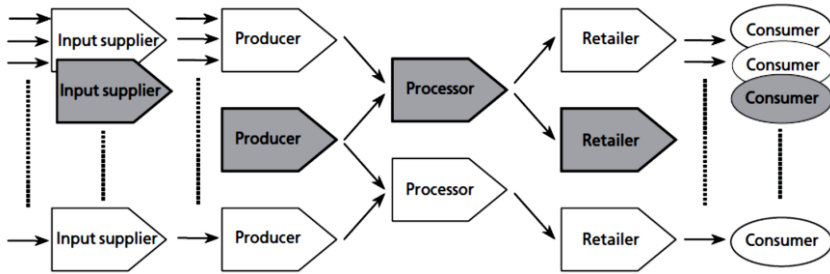 Input supplier
Producer
Retailer
Consumer
Consumer
Input supplier
Processor
Consumer
Producer
Retailer
Processor
Input supplier
Producer
Retailer
Consumer